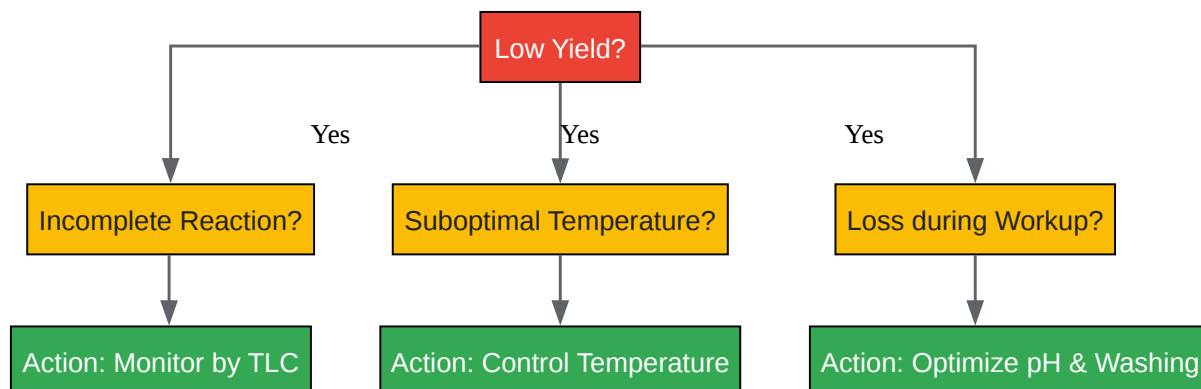 Low Yield?
Yes
Yes
Yes
Incomplete Reaction?
Suboptimal Temperature?
Loss during Workup?
Action: Monitor by TLC
Action: Control Temperature
Action: Optimize pH & Washing